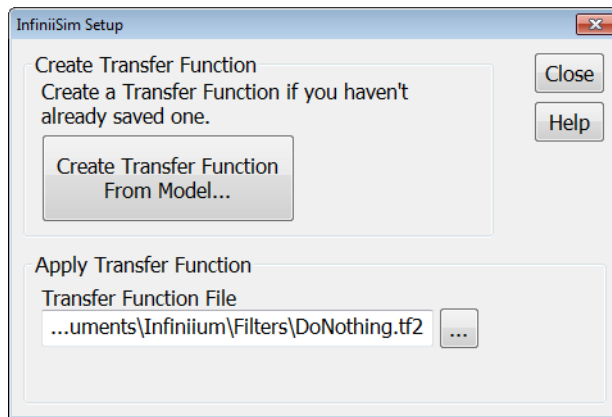 InfiniiSim Setup
Create Transfer Function
Create a Transfer Function if you haven't
already saved one.
Create Transfer Function
From Model...
Close
Help
Apply Transfer Function
Transfer Function File
...uments\Infiniium\Filters\DoNothing.tf2
...